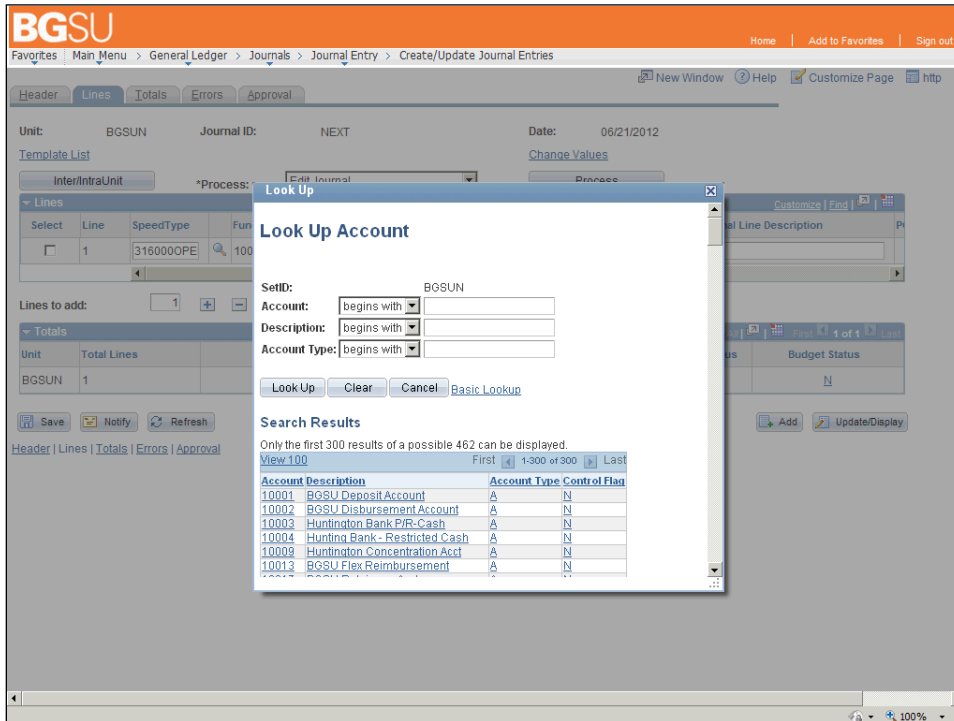 BGSU
Home | Add to Favorites | Sign out
Favorites Main Menu > General Ledger > Journals > Journal Entry > Create/Update Journal Entries
New Window Help Customize Page http
Header Lines Totals Errors Approval
Unit: BGSUN Journal ID: NEXT Date: 06/21/2012
Template List Change Values
Inter/IntraUnit *Process: Edit Journal Process
Lines Customize | Find |
Select Line SpeedType Fun al Line Description
1 316000OPE 100
Lines to add: 1
Totals First 1 of 1 Last
Unit Total Lines us Budget Status
BGSUN 1 N
Save Notify Refresh Add Update/Display
Header | Lines | Totals | Errors | Approval
Look Up
Look Up Account
SetID: BGSUN
Account: begins with
Description: begins with
Account Type: begins with
Look Up Clear Cancel Basic Lookup
Search Results
Only the first 300 results of a possible 462 can be displayed.
View 100 First 1-300 of 300 Last
Account Description Account Type Control Flag
10001 BGSU Deposit Account A N
10002 BGSU Disbursement Account A N
10003 Huntington Bank P/R-Cash A N
10004 Hunting Bank - Restricted Cash A N
10009 Huntington Concentration Acct A N
10013 BGSU Flex Reimbursement A N
100%